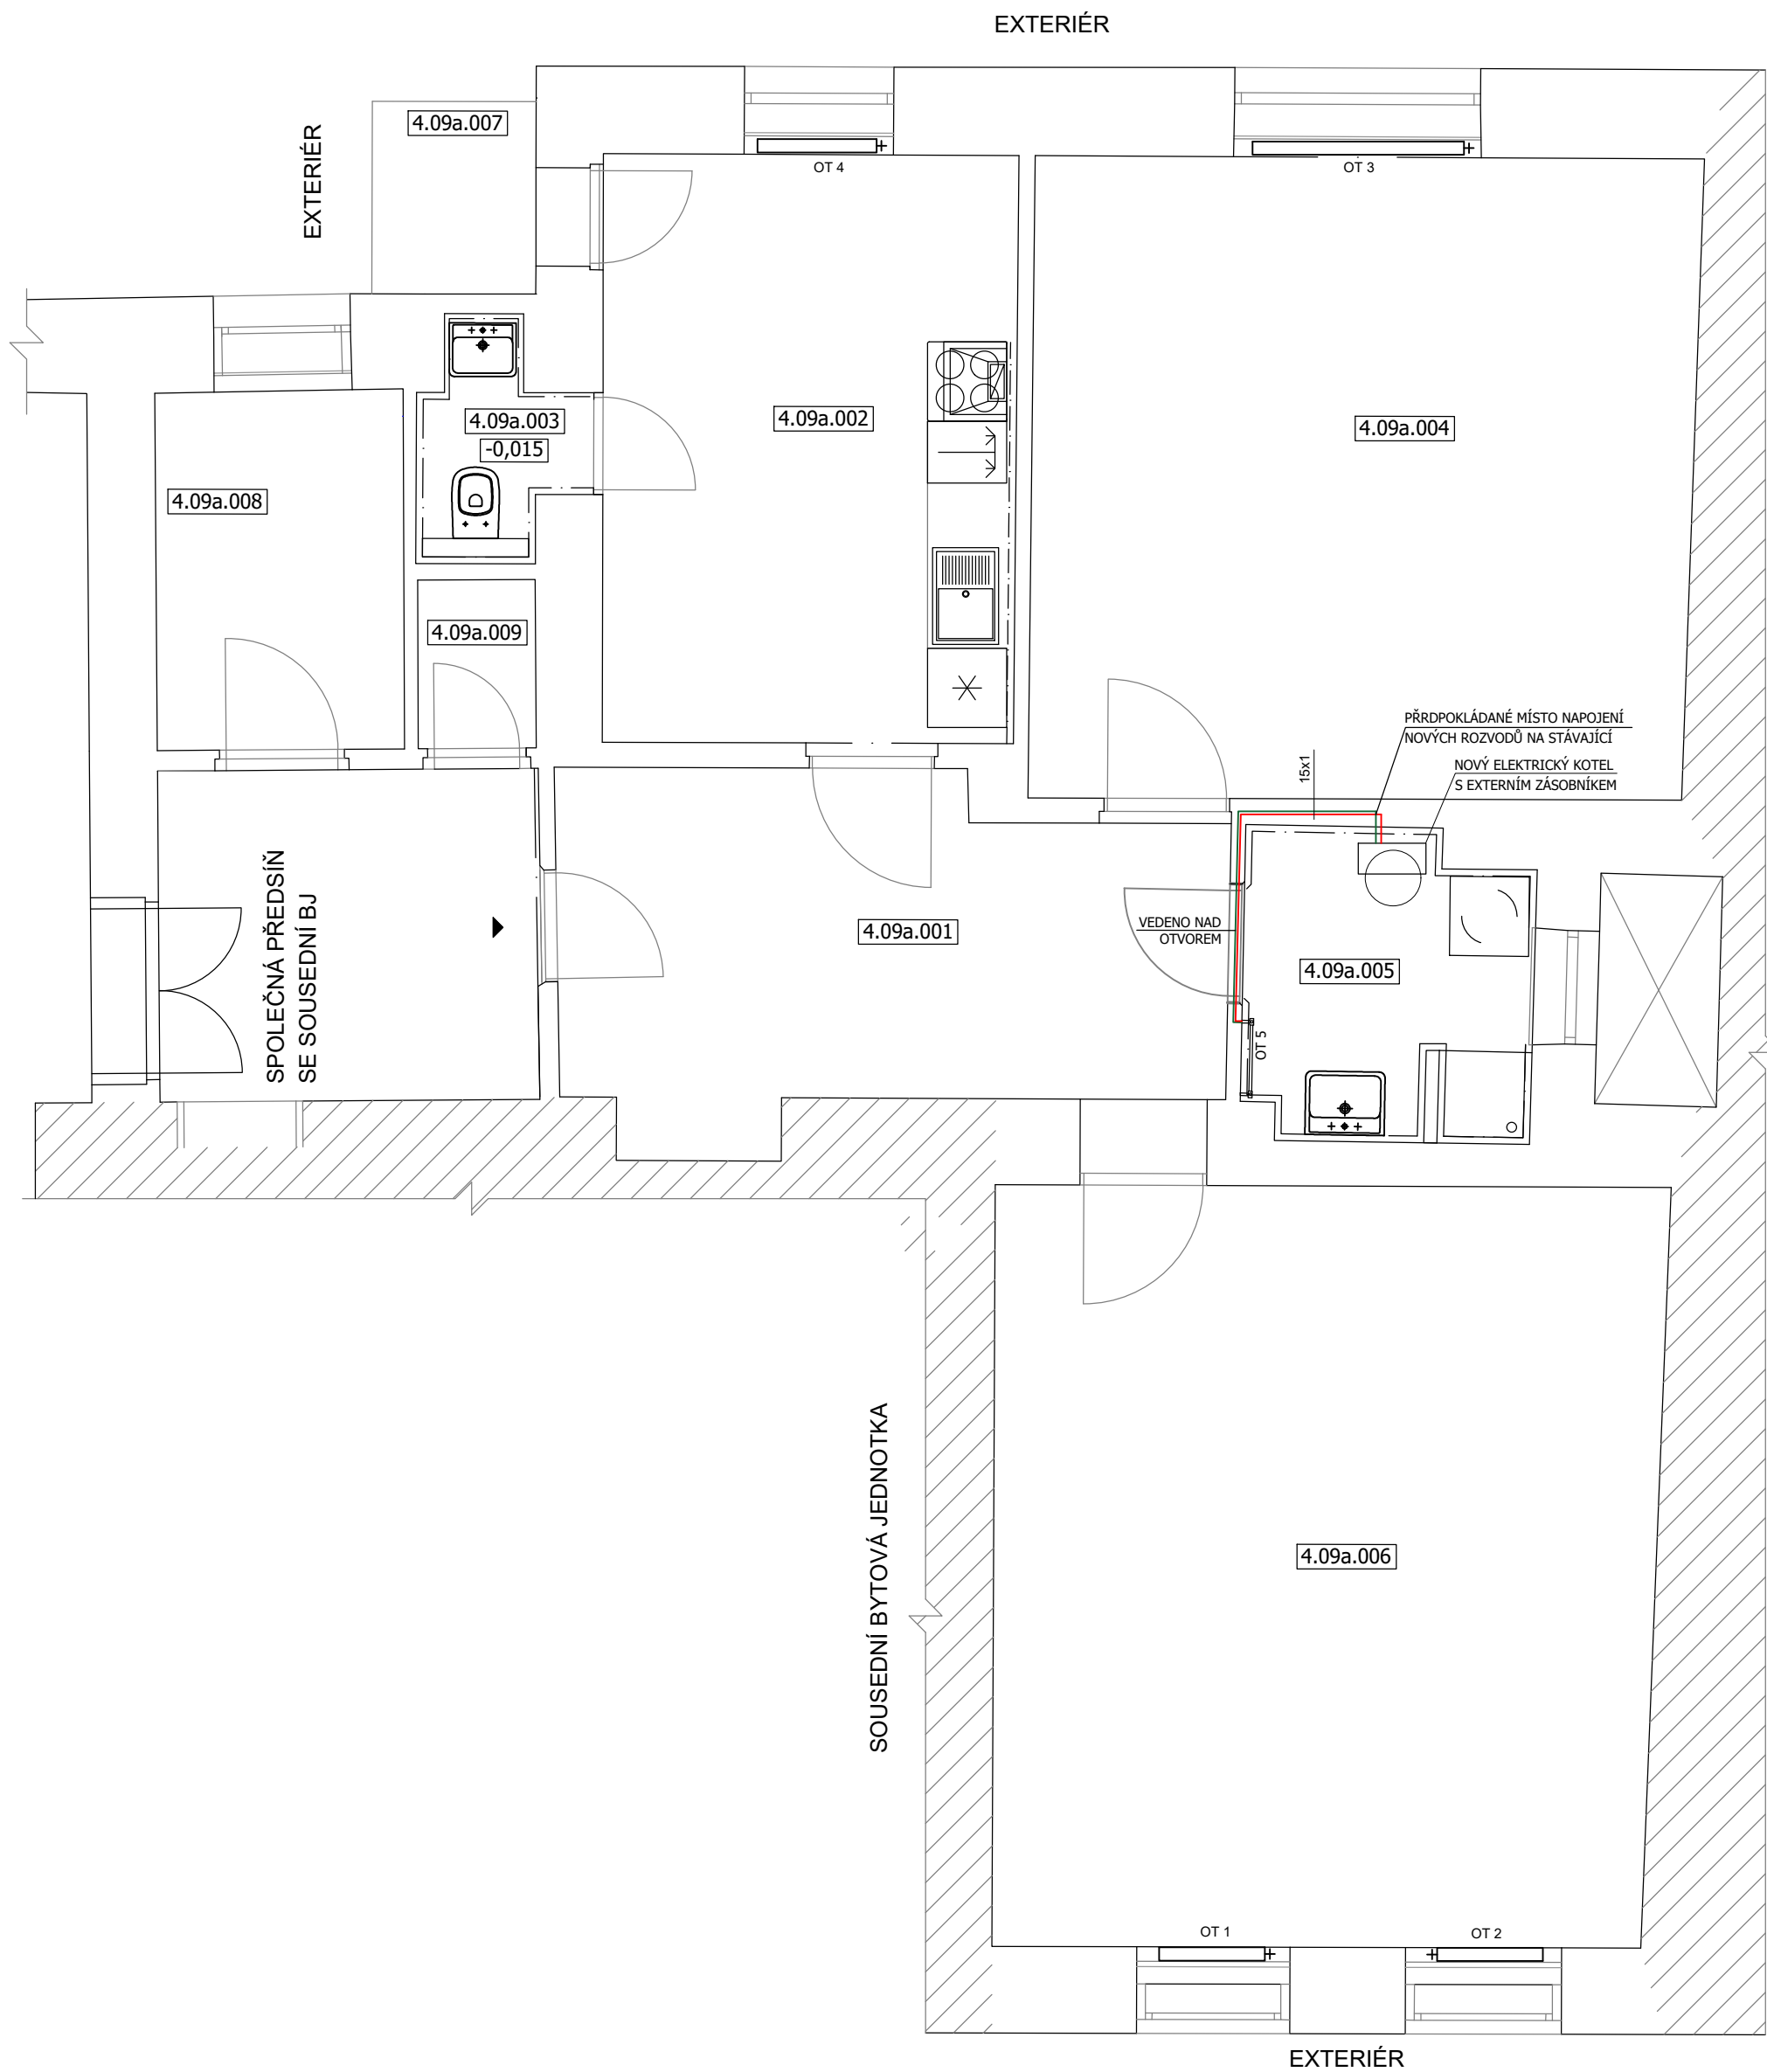 EXTERIÉR
4.09a.007
EXTERIÉR
OT 4
OT 3
4.09a.003
-0,015
4.09a.002
4.09a.004
4.09a.008
4.09a.009
PŘRDPOKLÁDANÉ MÍSTO NAPOJENÍ
NOVÝCH ROZVODŮ NA STÁVAJÍCÍ
NOVÝ ELEKTRICKÝ KOTEL
S EXTERNÍM ZÁSOBNÍKEM
15x1
SPOLEČNÁ PŘEDSÍŇ
SE SOUSEDNÍ BJ
4.09a.001
VEDENO NAD
OTVOREM
4.09a.005
OT 5
SOUSEDNÍ BYTOVÁ JEDNOTKA
4.09a.006
OT 1
OT 2
EXTERIÉR